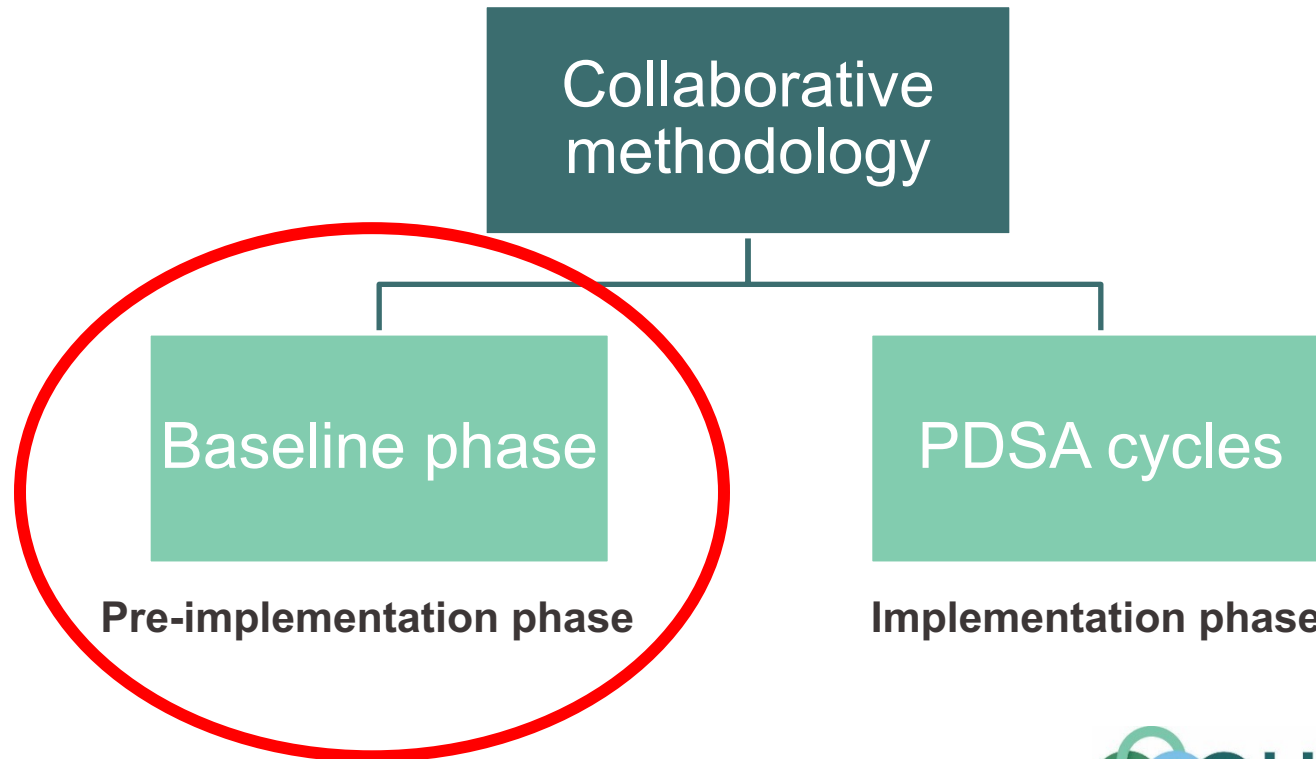 Collaborative
methodology
Baseline phase
PDSA cycles
Pre-implementation phase
Implementation phase